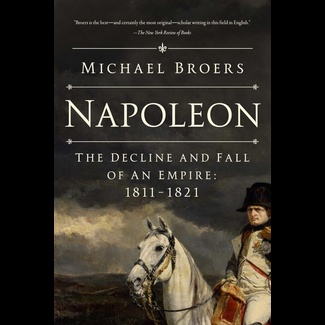 "Broers is the best—and certainly the most original—scholar writing in this field in English."
—The New York Review of Books
MICHAEL BROERS
NAPOLEON
THE DECLINE AND FALL
OF AN EMPIRE:
1811–1821